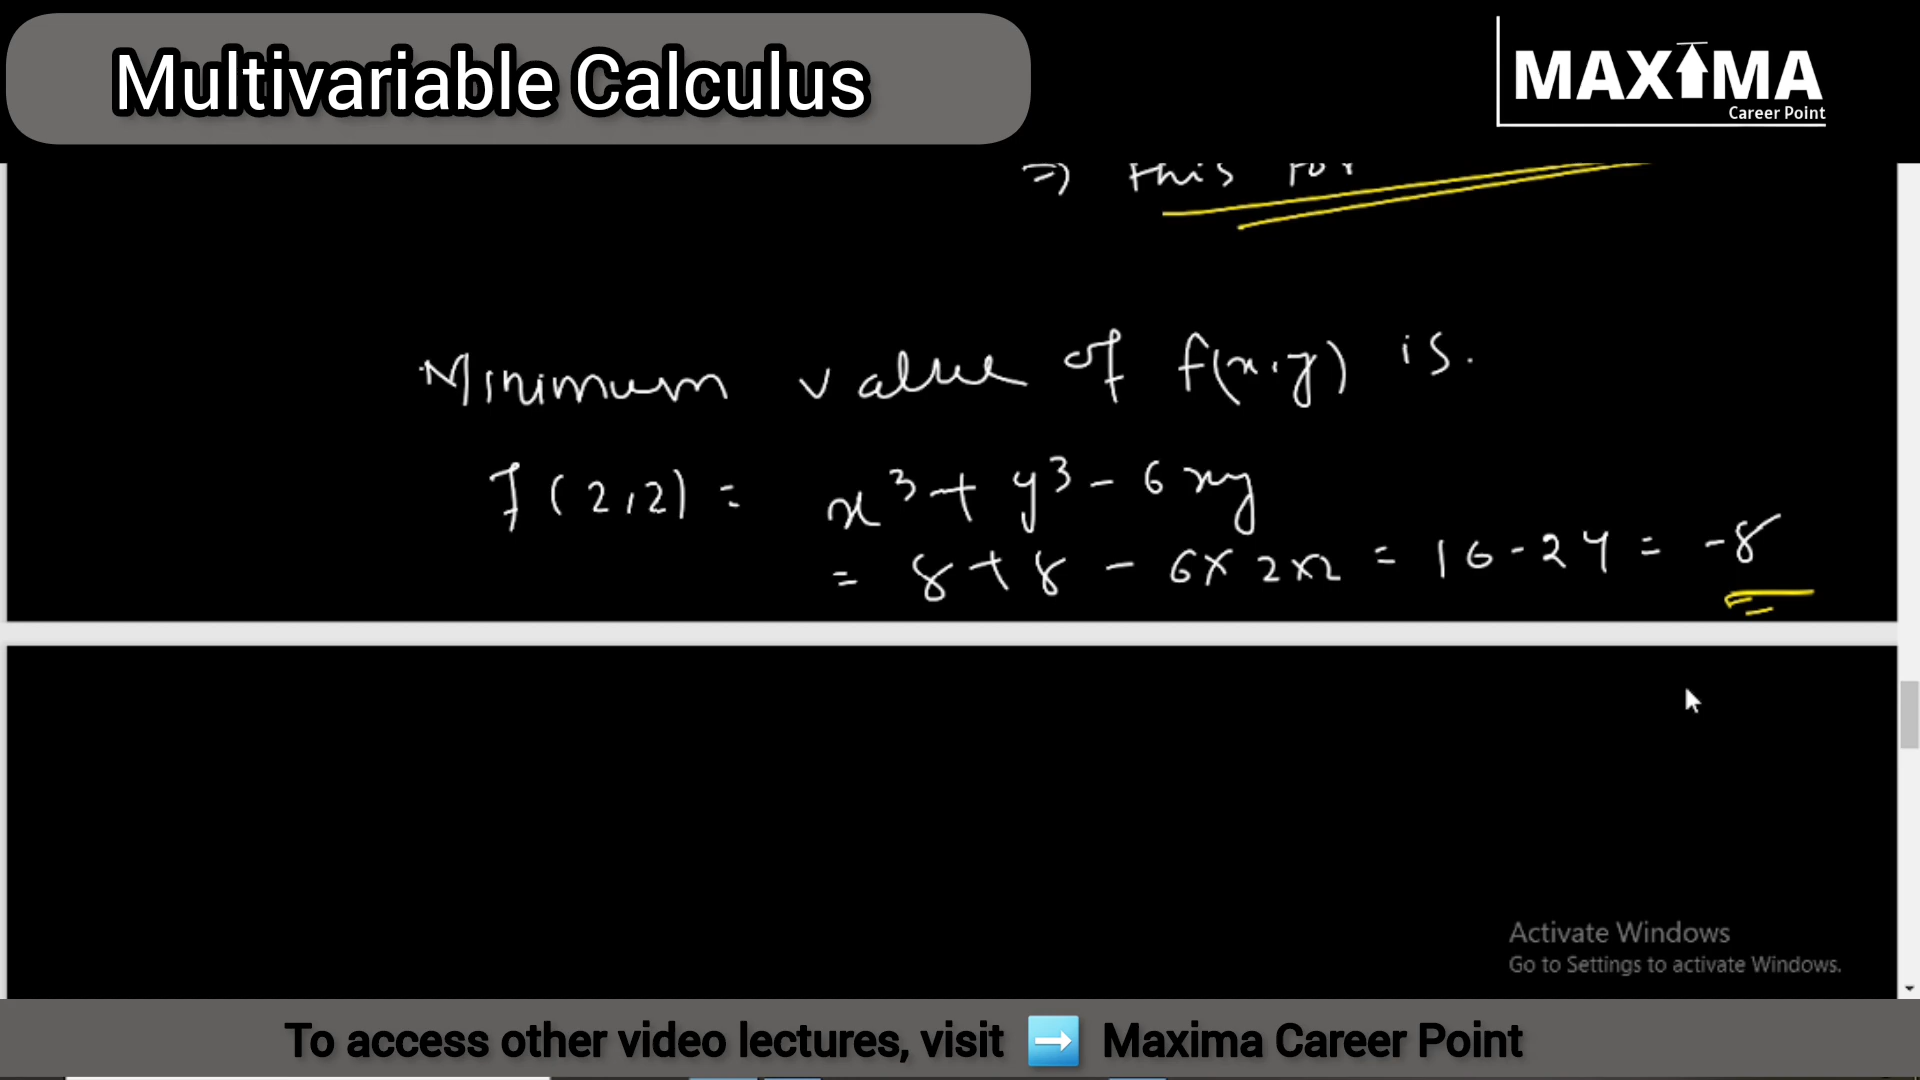 Multivariable Calculus
MAXIMA
Career Point
=) this
Minimum value of f(x,y) is.
f(2,2) = x³ + y³ - 6xy
= 8 + 8 - 6 × 2 × 2 = 16 - 24 = -8
Activate Windows
Go to Settings to activate Windows.
To access other video lectures, visit ➡ Maxima Career Point